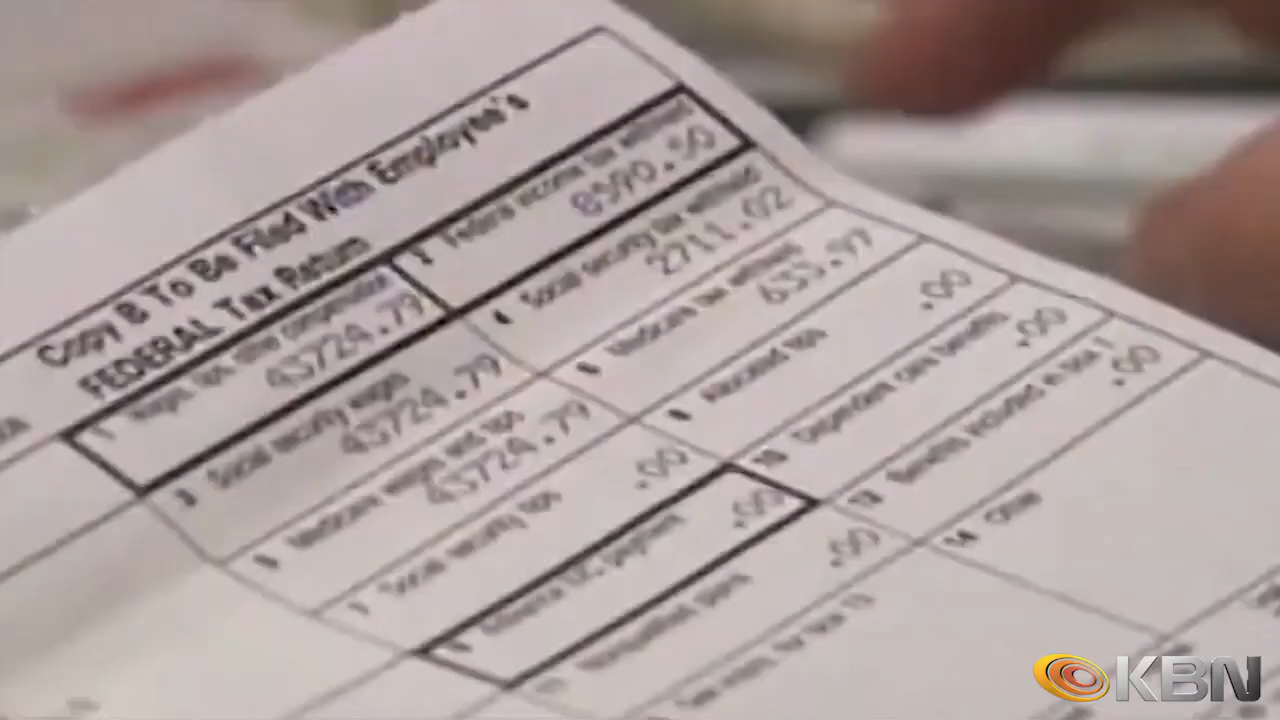 Copy B To Be Filed With Employee's
FEDERAL Tax Return
1 Wages, tips, other compensation
43724.79
2 Federal income tax withheld
8590.50
3 Social security wages
43724.79
4 Social security tax withheld
2711.02
5 Medicare wages and tips
43724.79
6 Medicare tax withheld
633.97
7 Social security tips
.00
8 Allocated tips
.00
9 Advance EIC payment
.00
10 Dependent care benefits
.00
11 Nonqualified plans
.00
12 Benefits included in box 1
.00
14 Other
KBN